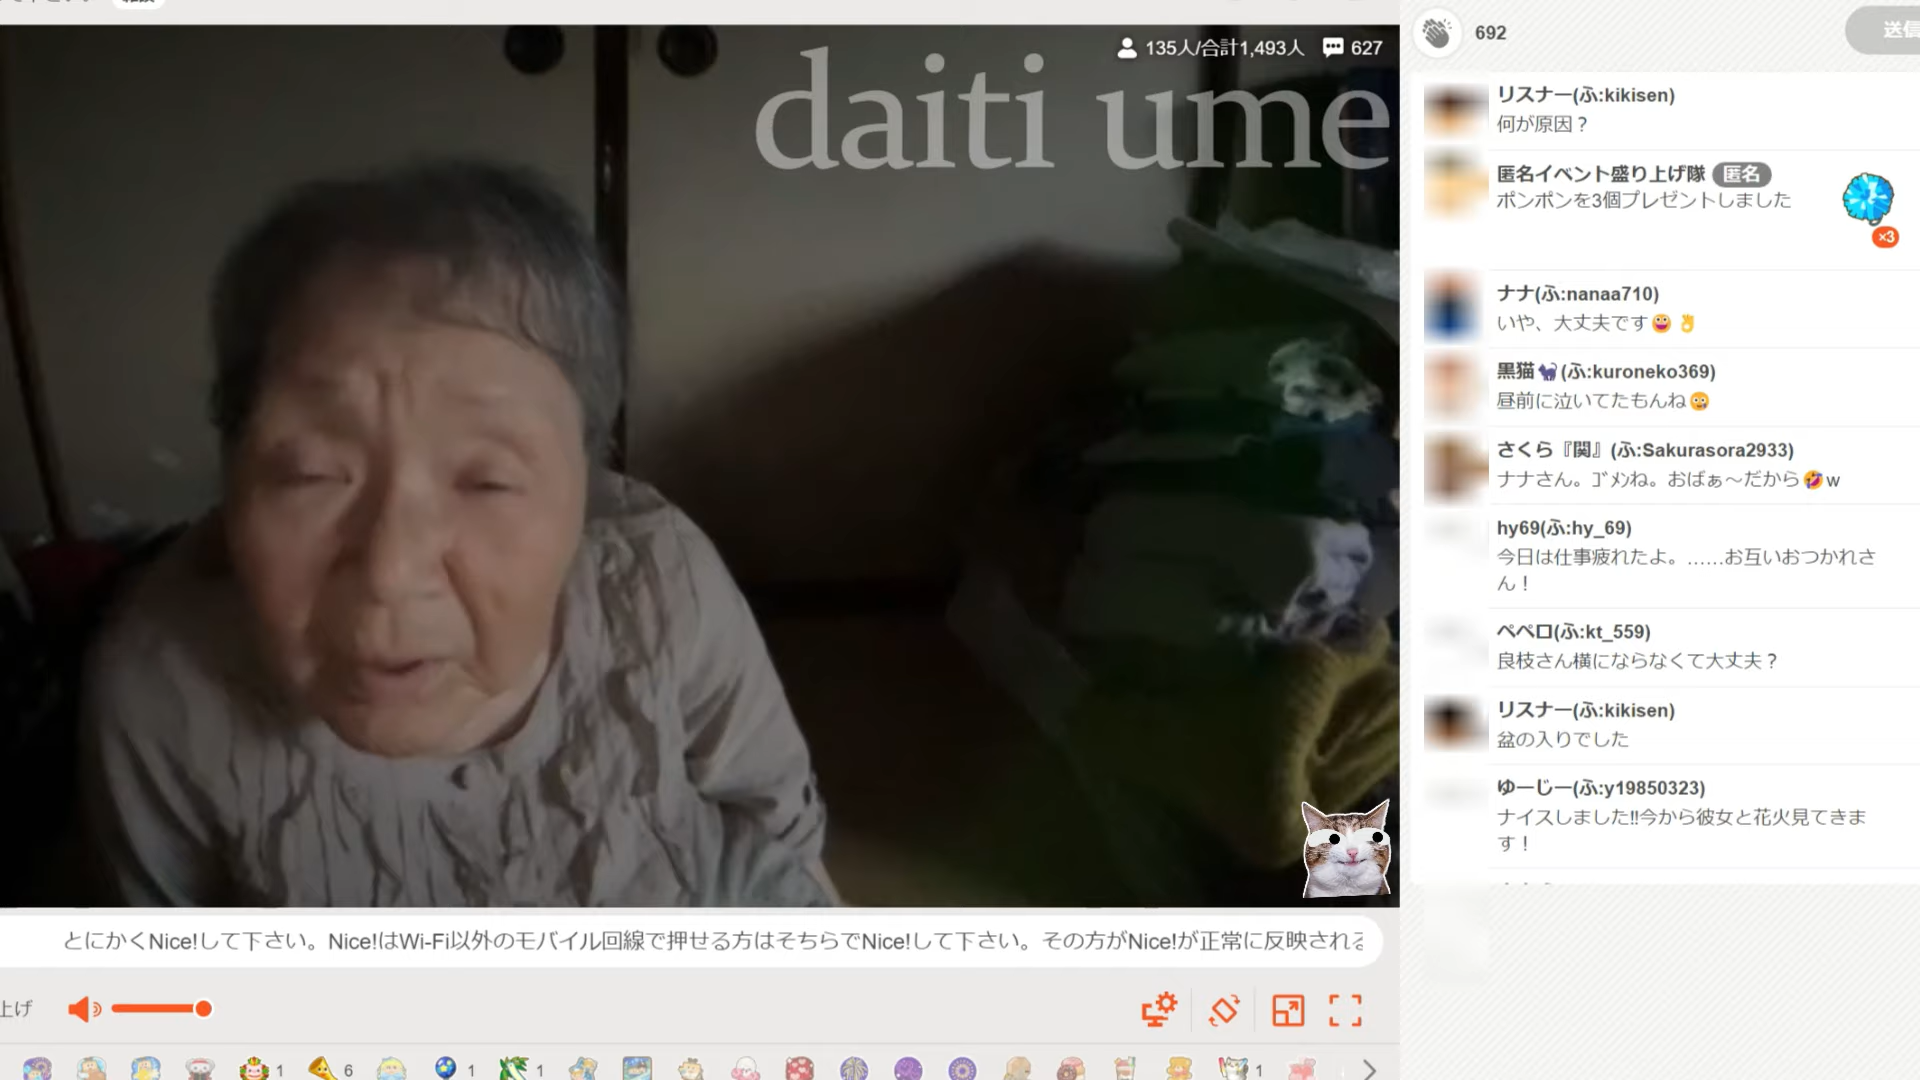 135人/合計1,493人 627
daiti ume
692
送信
リスナー(ふ:kikisen)
何が原因？
匿名イベント盛り上げ隊 匿名
ポンポンを3個プレゼントしました
×3
ナナ(ふ:nanaa710)
いや、大丈夫です😀👌
黒猫🐈‍⬛(ふ:kuroneko369)
昼前に泣いてたもんね😢
さくら『関』(ふ:Sakurasora2933)
ナナさん。ｺﾞﾒﾝね。おばぁ〜だから🤣w
hy69(ふ:hy_69)
今日は仕事疲れたよ。......お互いおつかれさ
ん！
ペペロ(ふ:kt_559)
良枝さん横にならなくて大丈夫？
リスナー(ふ:kikisen)
盆の入りでした
ゆーじー(ふ:y19850323)
ナイスしました‼今から彼女と花火見てきま
す！
とにかくNice!して下さい。Nice!はWi-Fi以外のモバイル回線で押せる方はそちらでNice!して下さい。その方がNice!が正常に反映される
上げ
1 6 1 1 1